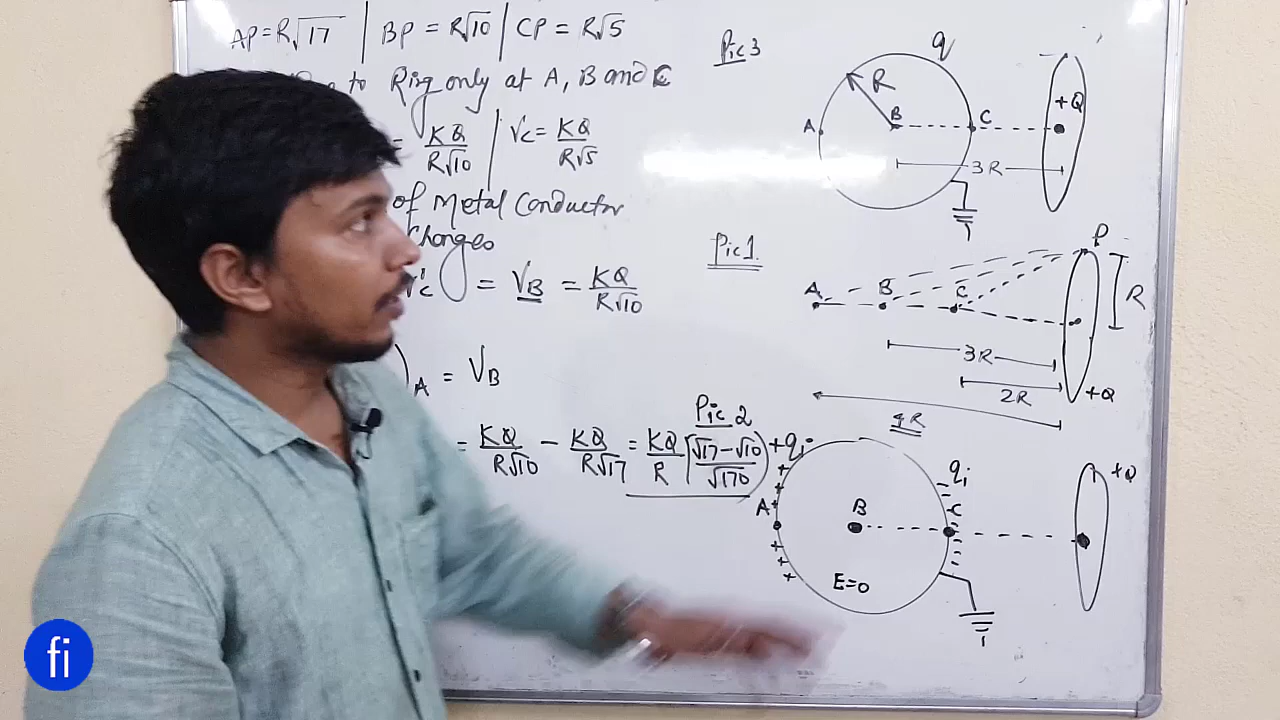 AP = R√17 | BP = R√10 | CP = R√5
to Ring only at A, B and C
= KQ/R√10 | Vc = KQ/R√5
of Metal Conductor
changes
V'c = VB = KQ/R√10
)A = VB
= KQ/R√10 − KQ/R√17 = KQ/R (√17−√10/√170)
Pic 3
q
R
A
B
C
+Q
3R
Pic 1
P
A
B
C
R
3R
2R
+Q
4R
Pic 2
+qi
+
+
+
+
+
+
qi
A
B
C
E=0
+Q
fi